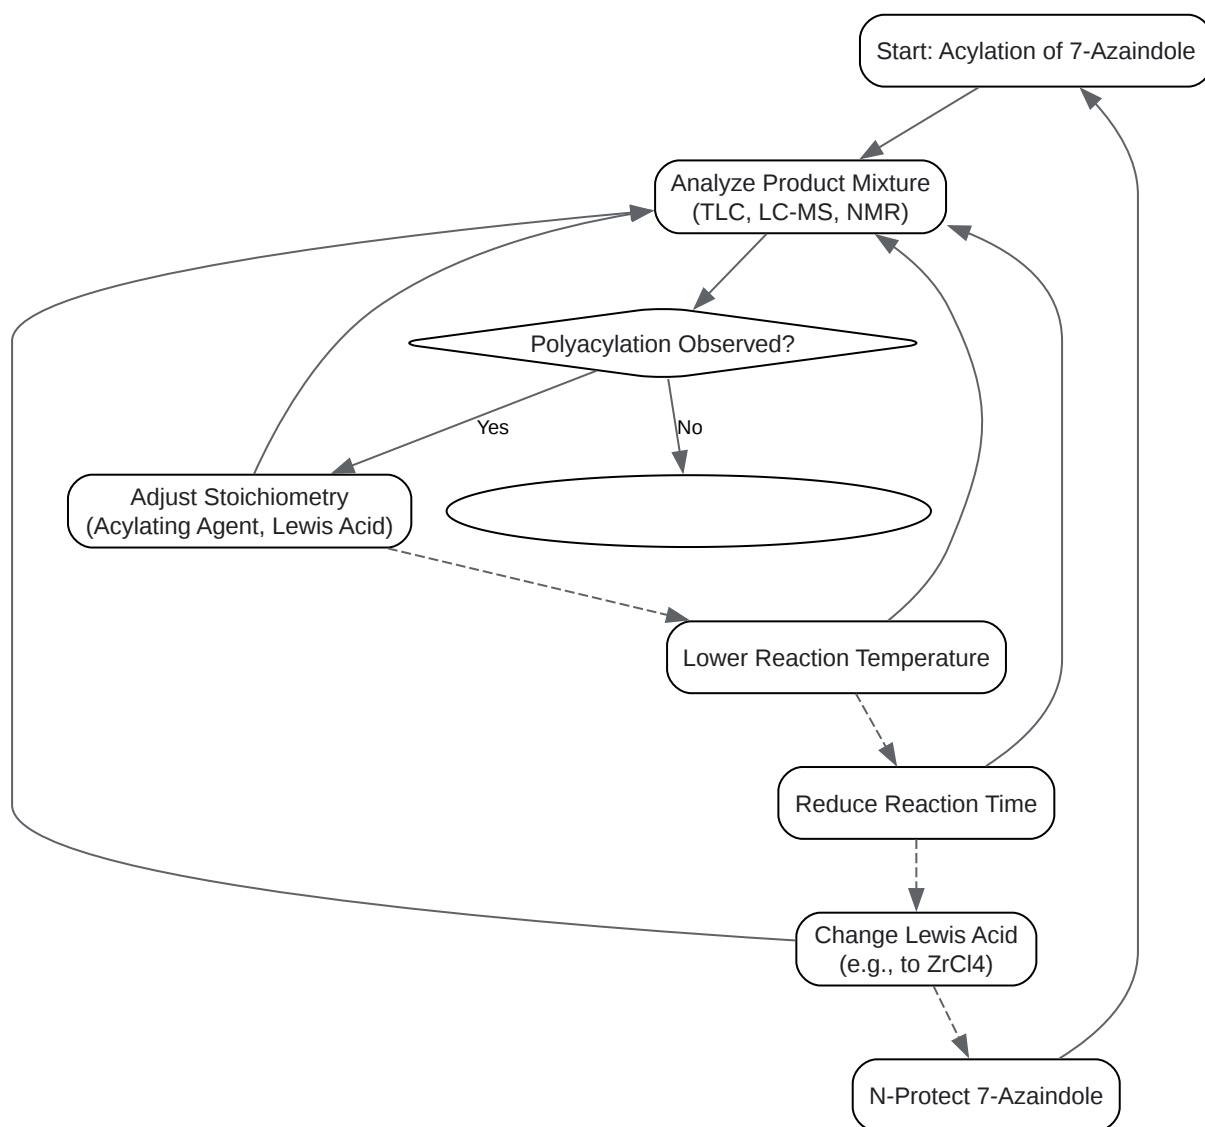 Start: Acylation of 7-Azaindole
Analyze Product Mixture
(TLC, LC-MS, NMR)
Polyacylation Observed?
Yes
No
Adjust Stoichiometry
(Acylating Agent, Lewis Acid)
Lower Reaction Temperature
Reduce Reaction Time
Change Lewis Acid
(e.g., to ZrCl4)
N-Protect 7-Azaindole